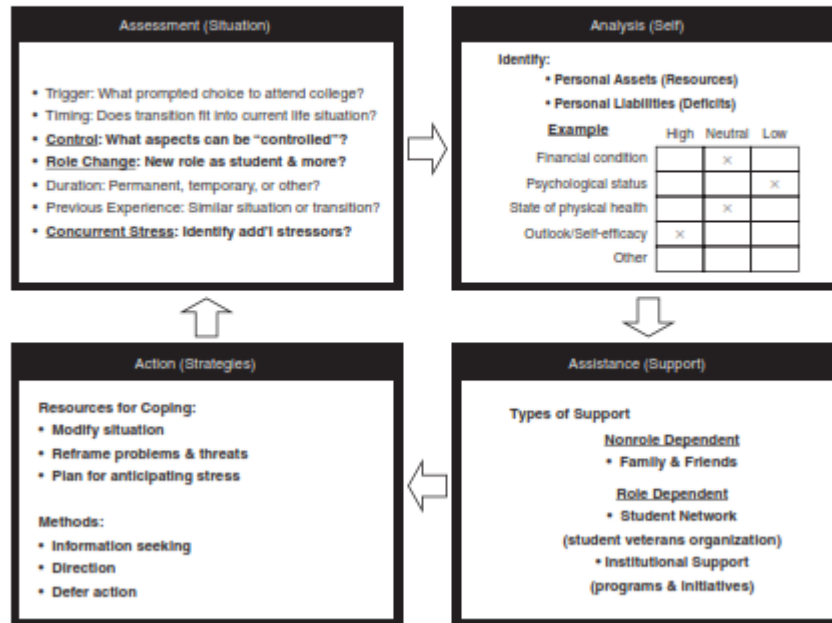 Assessment (Situation)
• Trigger: What prompted choice to attend college?
• Timing: Does transition fit into current life situation?
• Control: What aspects can be “controlled”?
• Role Change: New role as student & more?
• Duration: Permanent, temporary, or other?
• Previous Experience: Similar situation or transition?
• Concurrent Stress: Identify add'l stressors?
Analysis (Self)
Identify:
• Personal Assets (Resources)
• Personal Liabilities (Deficits)
Example High Neutral Low
Financial condition ×
Psychological status ×
State of physical health ×
Outlook/Self-efficacy ×
Other
Action (Strategies)
Resources for Coping:
• Modify situation
• Reframe problems & threats
• Plan for anticipating stress
Methods:
• Information seeking
• Direction
• Defer action
Assistance (Support)
Types of Support
Nonrole Dependent
• Family & Friends
Role Dependent
• Student Network
(student veterans organization)
• Institutional Support
(programs & initiatives)